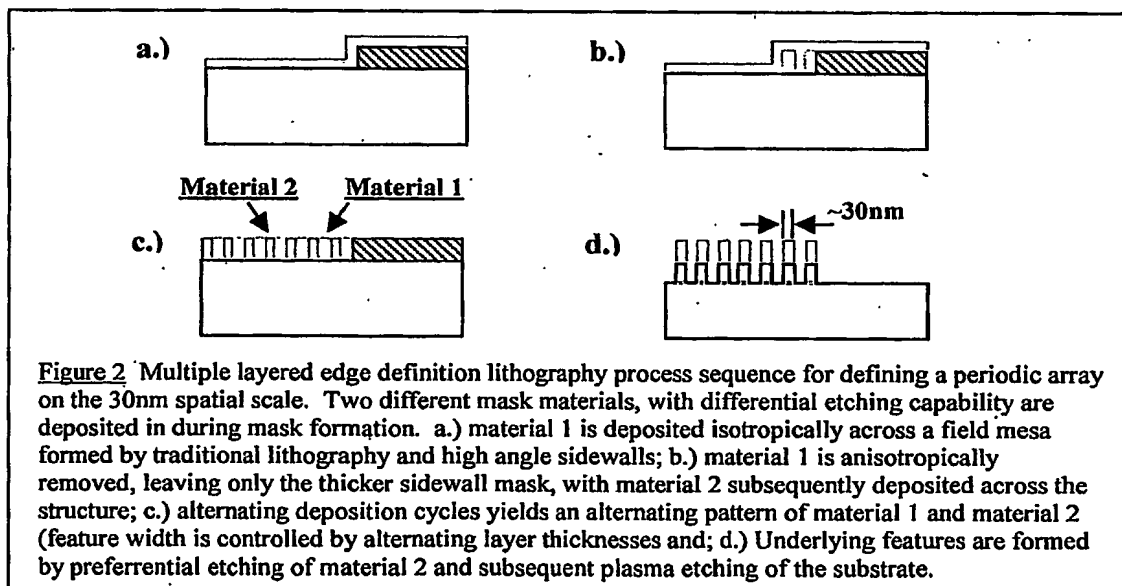 a.)
b.)
Material 2 Material 1
~30nm
c.)
d.)
Figure 2 Multiple layered edge definition lithography process sequence for defining a periodic array
on the 30nm spatial scale. Two different mask materials, with differential etching capability are
deposited in during mask formation. a.) material 1 is deposited isotropically across a field mesa
formed by traditional lithography and high angle sidewalls; b.) material 1 is anisotropically
removed, leaving only the thicker sidewall mask, with material 2 subsequently deposited across the
structure; c.) alternating deposition cycles yields an alternating pattern of material 1 and material 2
(feature width is controlled by alternating layer thicknesses and; d.) Underlying features are formed
by preferrential etching of material 2 and subsequent plasma etching of the substrate.